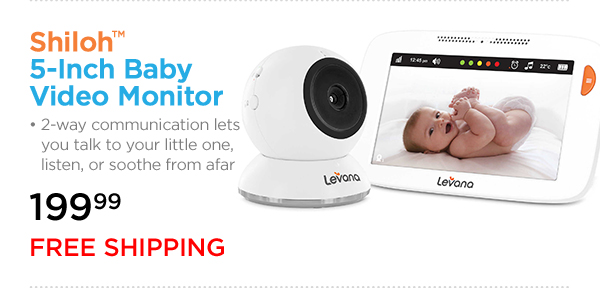 Shiloh™
5-Inch Baby
Video Monitor
• 2-way communication lets
you talk to your little one,
listen, or soothe from afar
199⁹⁹
FREE SHIPPING
Levana
12:45 pm
22°c
Levana